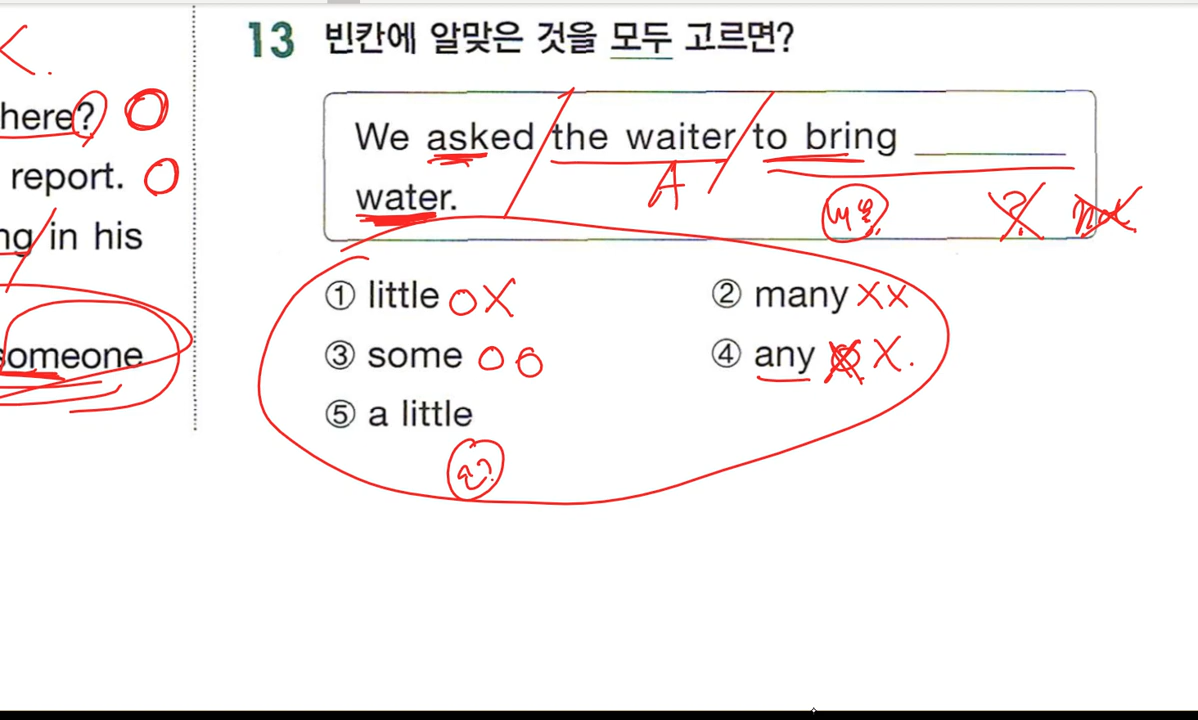 13 빈칸에 알맞은 것을 모두 고르면?
here?
We asked the waiter to bring ________
report.
A
water.
ng in his
① little O X
② many X X
someone
③ some O O
④ any X.
⑤ a little